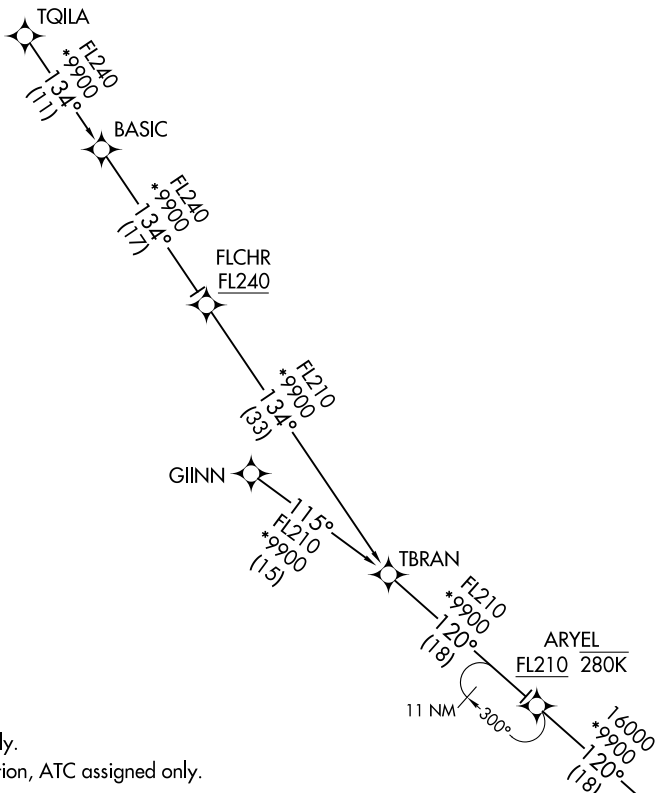 TQILA
FL240
*9900
134°
(11)
BASIC
FL240
*9900
134°
(17)
FLCHR
FL240
FL210
*9900
134°
(33)
GIINN
115°
FL210
*9900
(15)
TBRAN
FL210
*9900
120°
(18)
ARYEL
FL210 280K
11 NM
300°
16000
*9900
120°
(18)
ly.
tion, ATC assigned only.